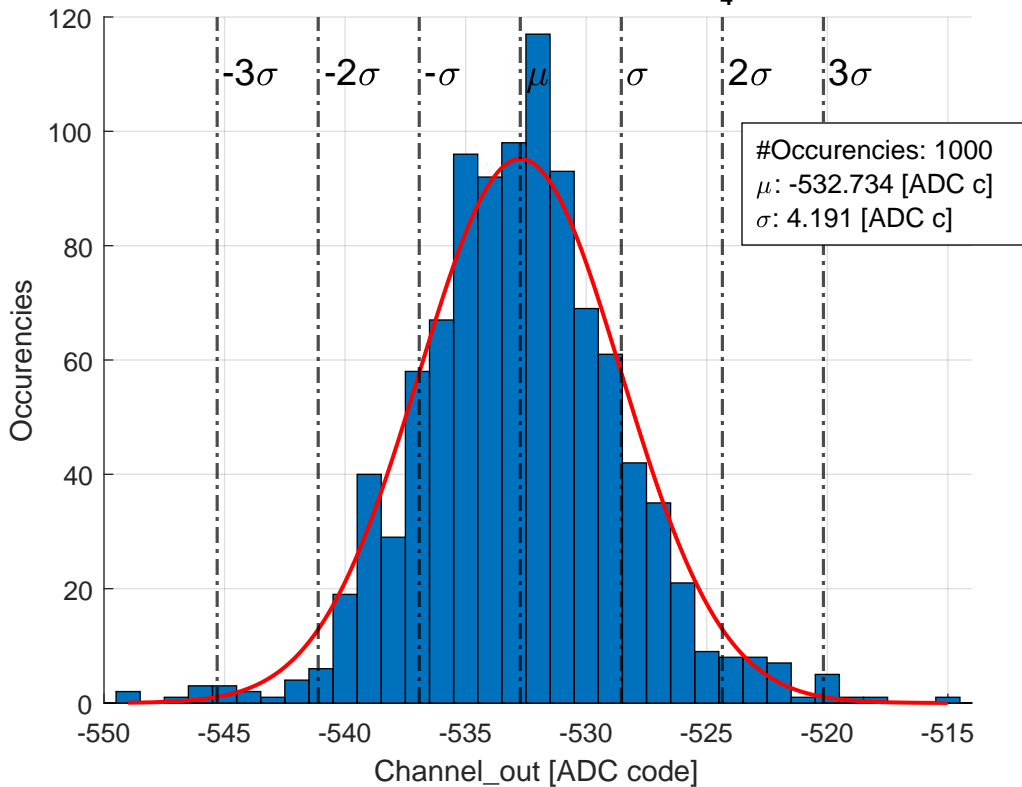 4
-3σ
-2σ
-σ
μ
σ
2σ
3σ
#Occurencies: 1000
μ: -532.734 [ADC c]
σ: 4.191 [ADC c]
120
100
80
60
40
20
0
Occurencies
-550
-545
-540
-535
-530
-525
-520
-515
Channel_out [ADC code]